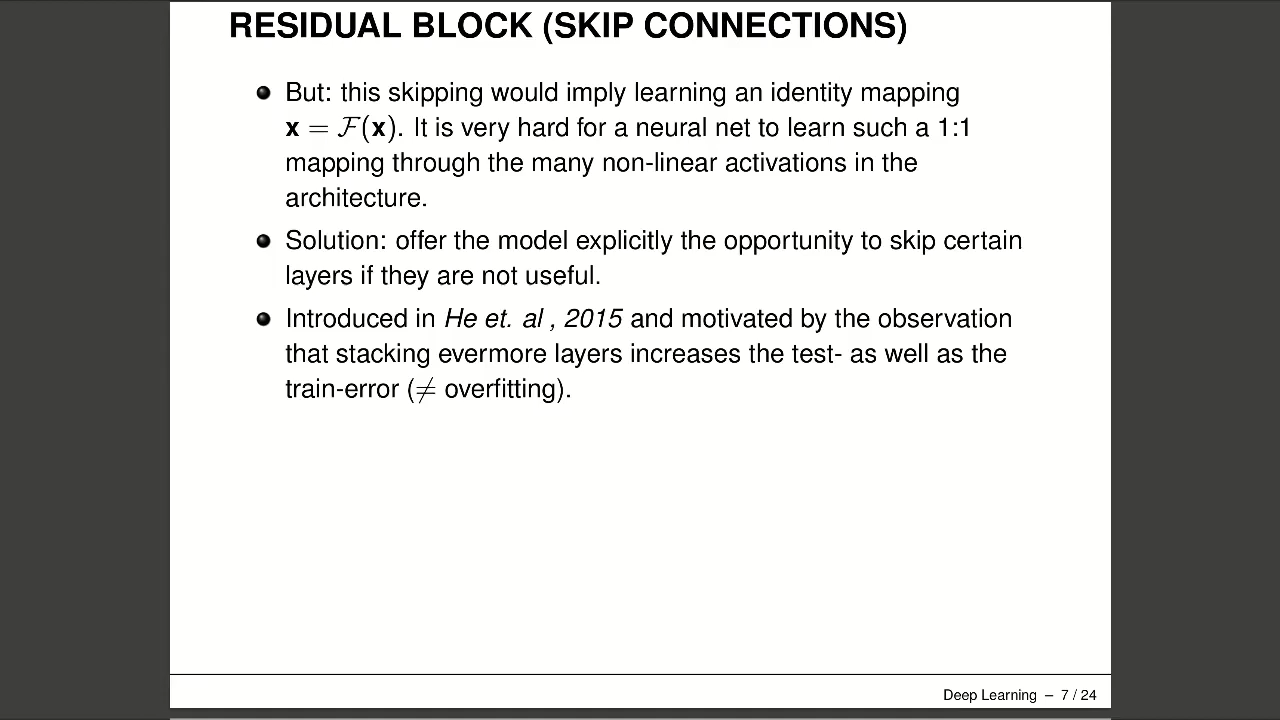 RESIDUAL BLOCK (SKIP CONNECTIONS)
But: this skipping would imply learning an identity mapping
x = F(x). It is very hard for a neural net to learn such a 1:1
mapping through the many non-linear activations in the
architecture.
Solution: offer the model explicitly the opportunity to skip certain
layers if they are not useful.
Introduced in He et. al , 2015 and motivated by the observation
that stacking evermore layers increases the test- as well as the
train-error (≠ overfitting).
Deep Learning – 7 / 24